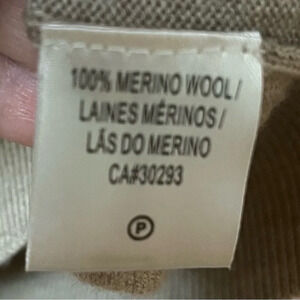 100% MERINO WOOL /
LAINES MÉRINOS /
LÃS DO MERINO
CA#30293
P